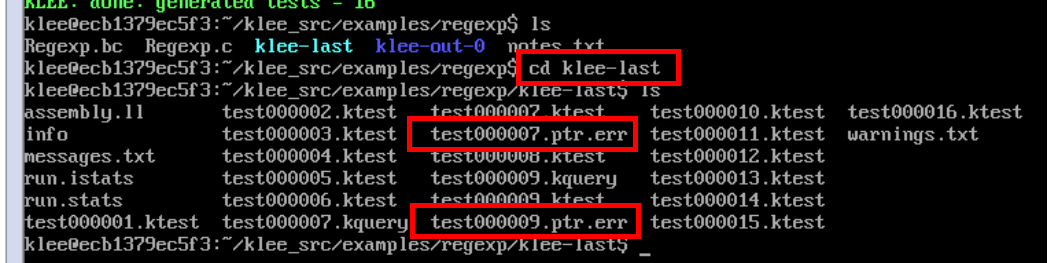 KLEE: done: generated tests = 16
klee@ecb1379ec5f3:~/klee_src/examples/regexp$ ls
Regexp.bc  Regexp.c  klee-last  klee-out-0  notes.txt
klee@ecb1379ec5f3:~/klee_src/examples/regexp$ cd klee-last
klee@ecb1379ec5f3:~/klee_src/examples/regexp/klee-last$ ls
assembly.ll        test000002.ktest   test000007.ktest    test000010.ktest  test000016.ktest
info               test000003.ktest   test000007.ptr.err  test000011.ktest  warnings.txt
messages.txt       test000004.ktest   test000008.ktest    test000012.ktest
run.istats         test000005.ktest   test000009.kquery   test000013.ktest
run.stats          test000006.ktest   test000009.ktest    test000014.ktest
test000001.ktest   test000007.kquery  test000009.ptr.err  test000015.ktest
klee@ecb1379ec5f3:~/klee_src/examples/regexp/klee-last$ _